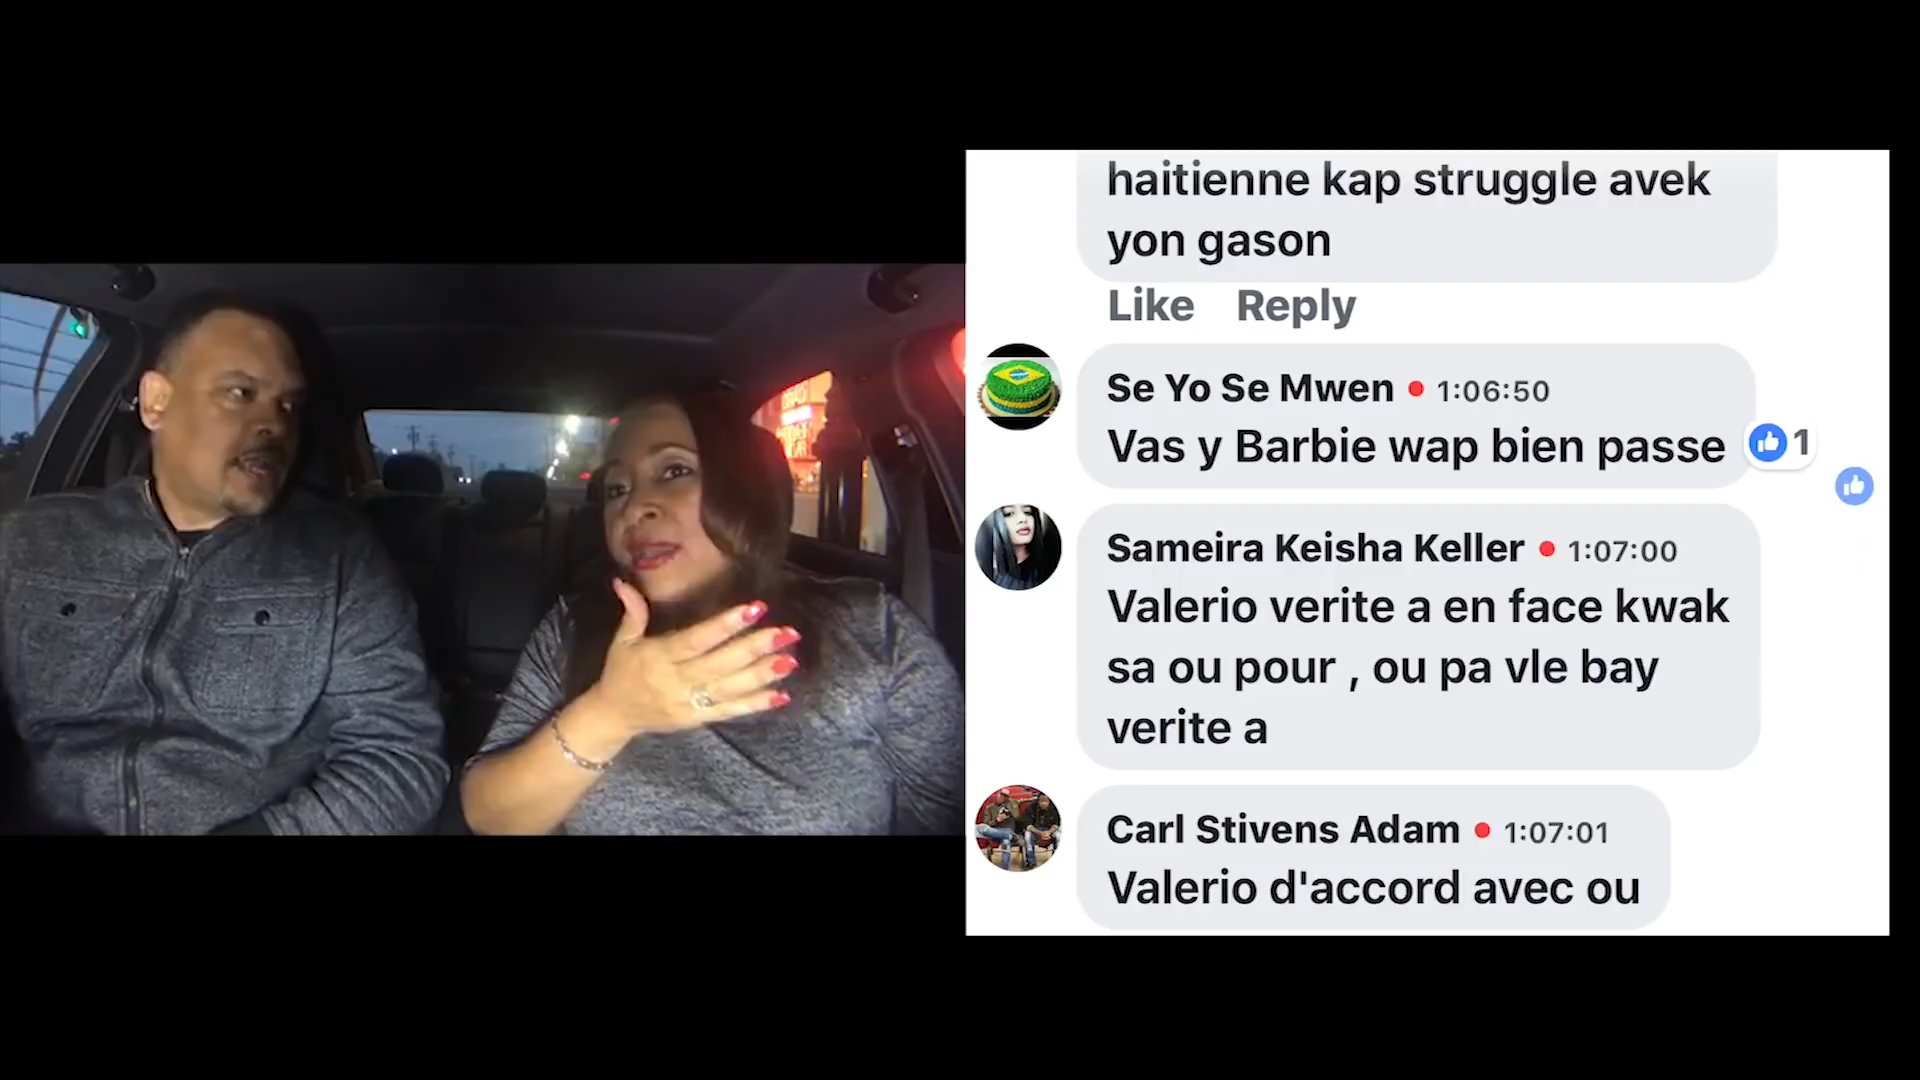 haitienne kap struggle avek
yon gason
Like Reply
Se Yo Se Mwen 1:06:50
Vas y Barbie wap bien passe
1
Sameira Keisha Keller 1:07:00
Valerio verite a en face kwak
sa ou pour , ou pa vle bay
verite a
Carl Stivens Adam 1:07:01
Valerio d'accord avec ou